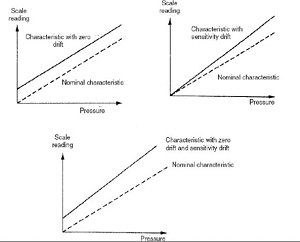 Scale
reading
Characteristic with zero
drift
Nominal characteristic
Pressure
Scale
reading
Characteristic with
sensitivity drift
Nominal characteristic
Pressure
Scale
reading
Characteristic with zero
drift and sensitivity drift
Nominal characteristic
Pressure